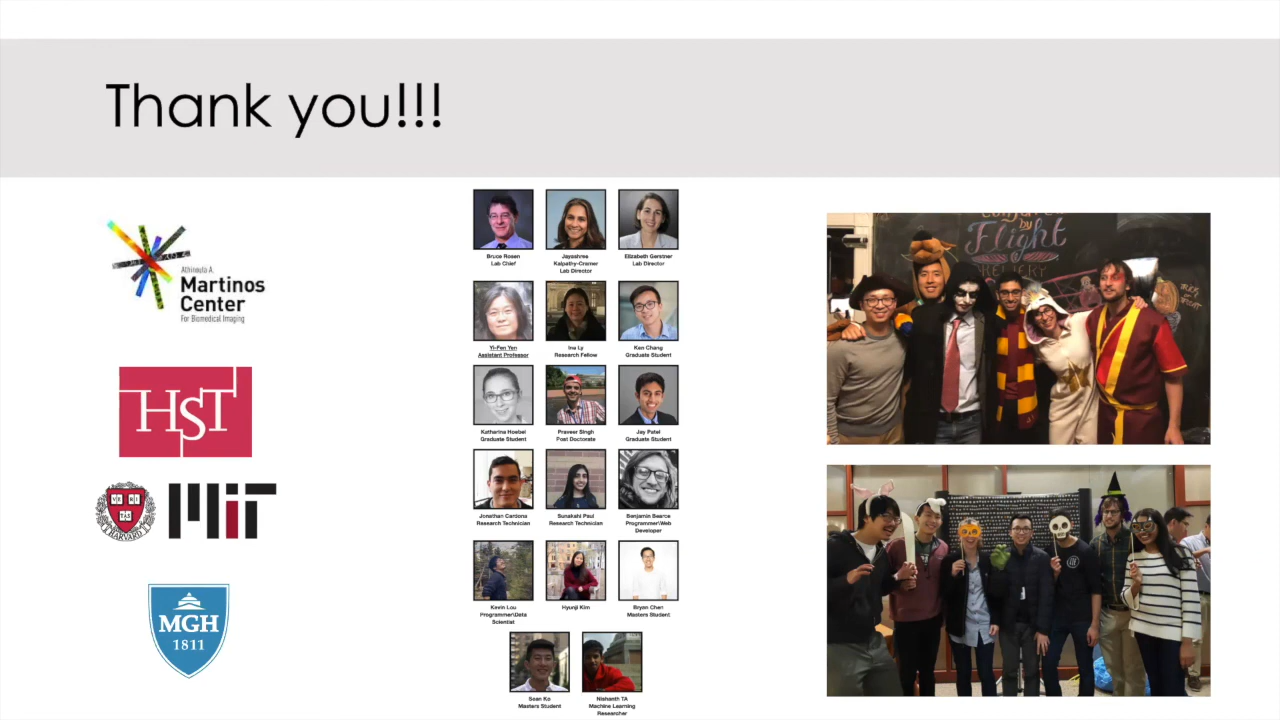 Thank you!!!
Athinoula A.
Martinos
Center
For Biomedical Imaging
HST
HARVARD
MIT
MGH
1811
Bruce Rosen
Lab Chief
Jayashree
Kalpathy-Cramer
Lab Director
Elizabeth Gerstner
Lab Director
Yi-Fen Yen
Assistant Professor
Ina Ly
Research Fellow
Ken Chang
Graduate Student
Katharina Hoebel
Graduate Student
Praveer Singh
Post Doctorate
Jay Patel
Graduate Student
Jonathan Cardona
Research Technician
Sunakshi Paul
Research Technician
Benjamin Bearce
Programmer\Web
Developer
Kevin Lou
Programmer\Data
Scientist
Hyunji Kim
Bryan Chen
Masters Student
Sean Ko
Masters Student
Nishanth TA
Machine Learning
Researcher
by
Flight